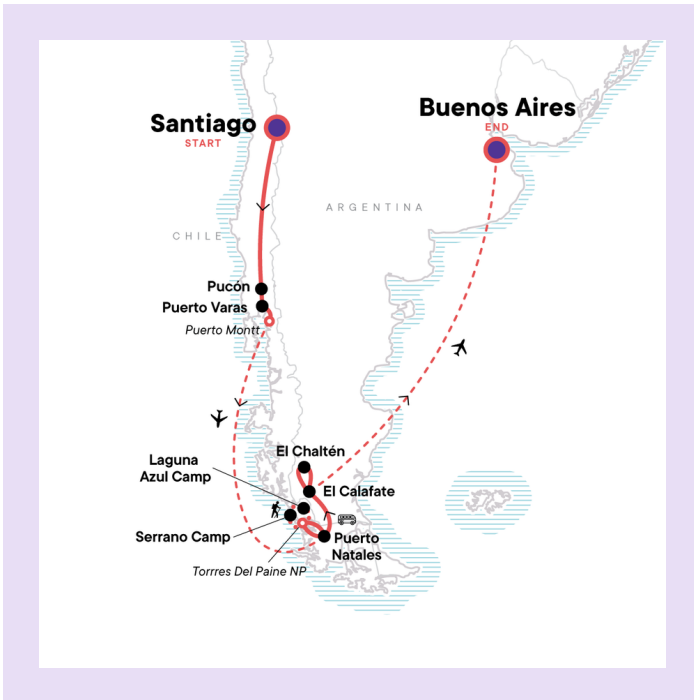 Buenos Aires
END
Santiago
START
ARGENTINA
CHILE
Pucón
Puerto Varas
Puerto Montt
El Chaltén
Laguna
Azul Camp
El Calafate
Serrano Camp
Puerto
Natales
Torrres Del Paine NP